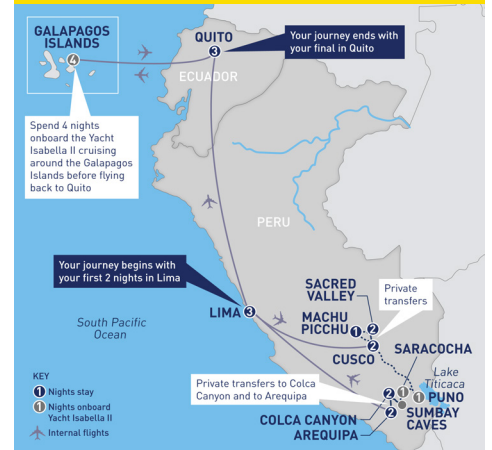 GALAPAGOS
ISLANDS
4
QUITO
3
Your journey ends with
your final in Quito
ECUADOR
Spend 4 nights
onboard the Yacht
Isabella II cruising
around the Galapagos
Islands before flying
back to Quito
PERU
Your journey begins with
your first 2 nights in Lima
LIMA
3
South Pacific
Ocean
SACRED
VALLEY
2
Private
transfers
MACHU
PICCHU
1
2
CUSCO
SARACOCHA
1
Lake
Titicaca
1
PUNO
Private transfers to Colca
Canyon and to Arequipa
2
SUMBAY
CAVES
COLCA CANYON
AREQUIPA
2
KEY
1 Nights stay
1 Nights onboard
Yacht Isabella II
Internal flights